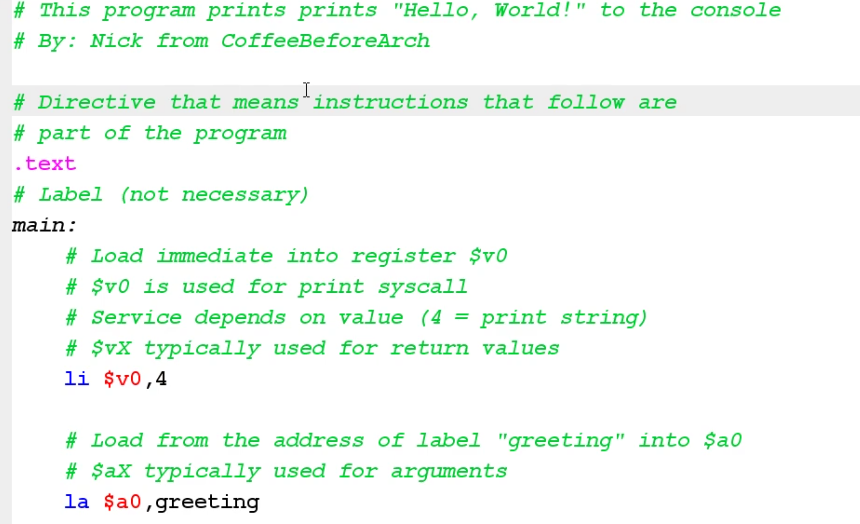 # This program prints prints "Hello, World!" to the console
# By: Nick from CoffeeBeforeArch
# Directive that means instructions that follow are
# part of the program
.text
# Label (not necessary)
main:
# Load immediate into register $v0
# $v0 is used for print syscall
# Service depends on value (4 = print string)
# $vX typically used for return values
li $v0,4
# Load from the address of label "greeting" into $a0
# $aX typically used for arguments
la $a0,greeting